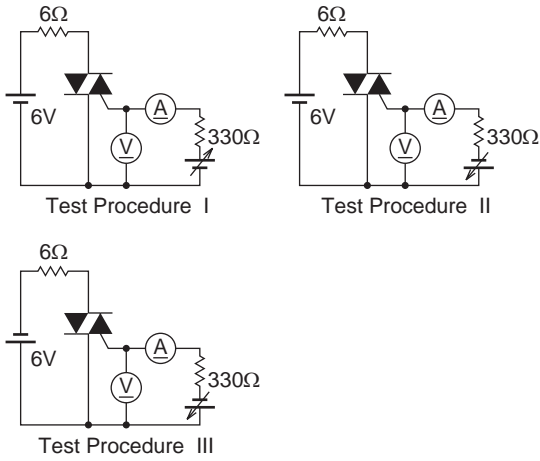 6Ω
6V
A
V
330Ω
Test Procedure I
6Ω
6V
A
V
330Ω
Test Procedure II
6Ω
6V
A
V
330Ω
Test Procedure III